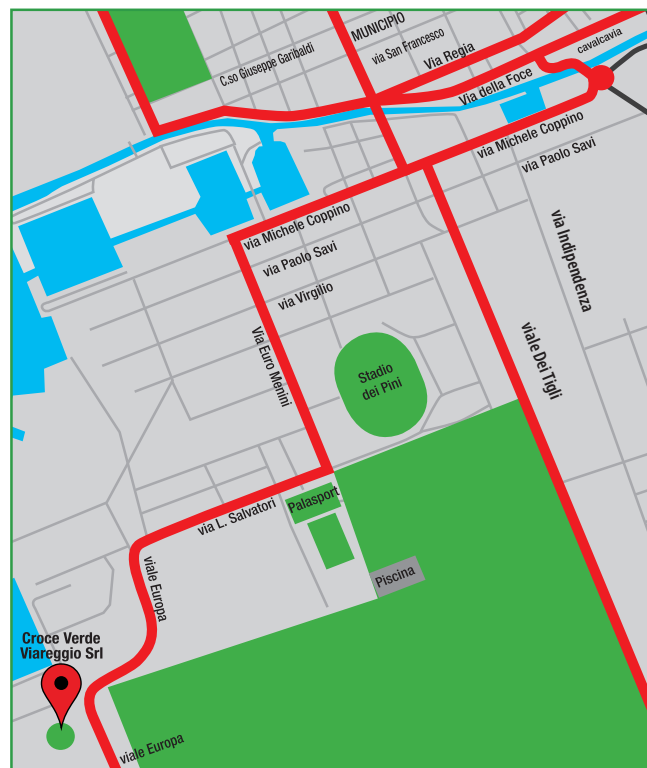 MUNICIPIO
C.so Giuseppe Garibaldi
via San Francesco
Via Regia
cavalcavia
Via della Foce
via Michele Coppino
via Paolo Savi
via Michele Coppino
via Paolo Savi
via Virgilio
via Indipendenza
Via Euro Menini
viale Dei Tigli
Stadio
dei Pini
Palasport
via L. Salvatori
Piscina
viale Europa
Croce Verde
Viareggio Srl
viale Europa